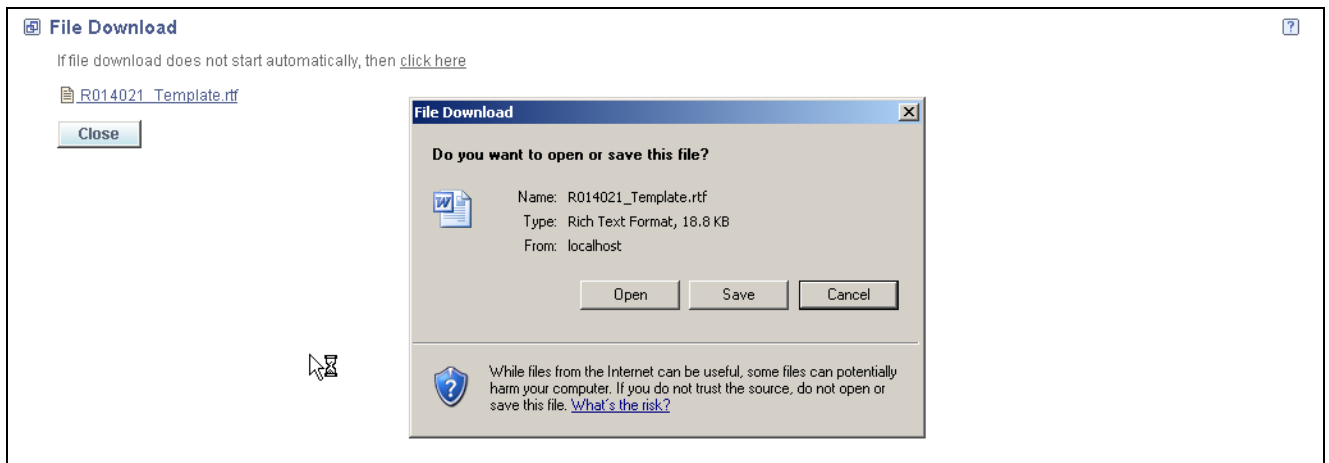 File Download
?
If file download does not start automatically, then click here
R014021_Template.rtf
Close
File Download
Do you want to open or save this file?
Name: R014021_Template.rtf
Type: Rich Text Format, 18.8 KB
From: localhost
Open Save Cancel
While files from the Internet can be useful, some files can potentially
harm your computer. If you do not trust the source, do not open or
save this file. What's the risk?